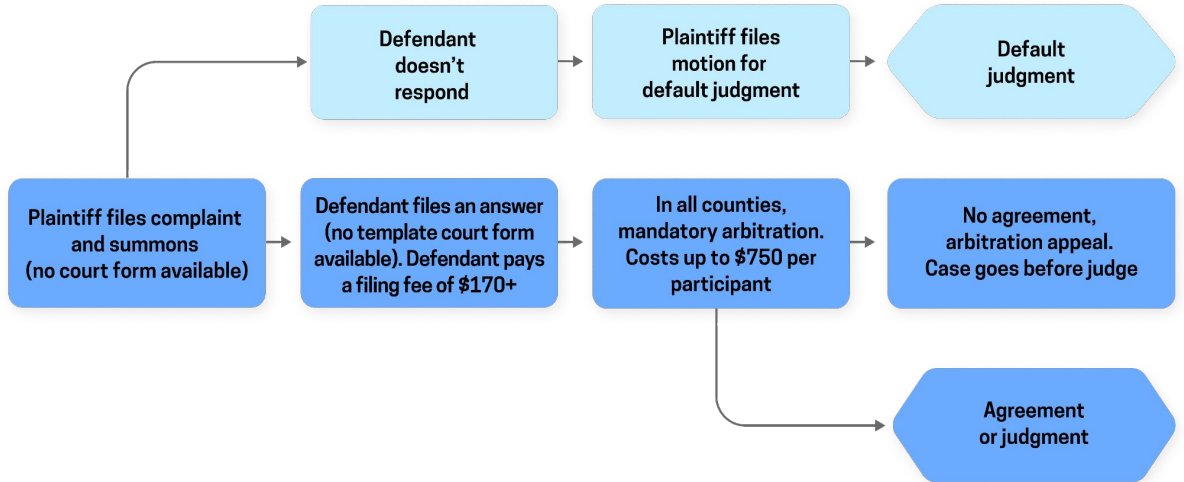 Defendant
doesn’t
respond
Plaintiff files
motion for
default judgment
Default
judgment
Plaintiff files complaint
and summons
(no court form available)
Defendant files an answer
(no template court form
available). Defendant pays
a filing fee of $170+
In all counties,
mandatory arbitration.
Costs up to $750 per
participant
No agreement,
arbitration appeal.
Case goes before judge
Agreement
or judgment